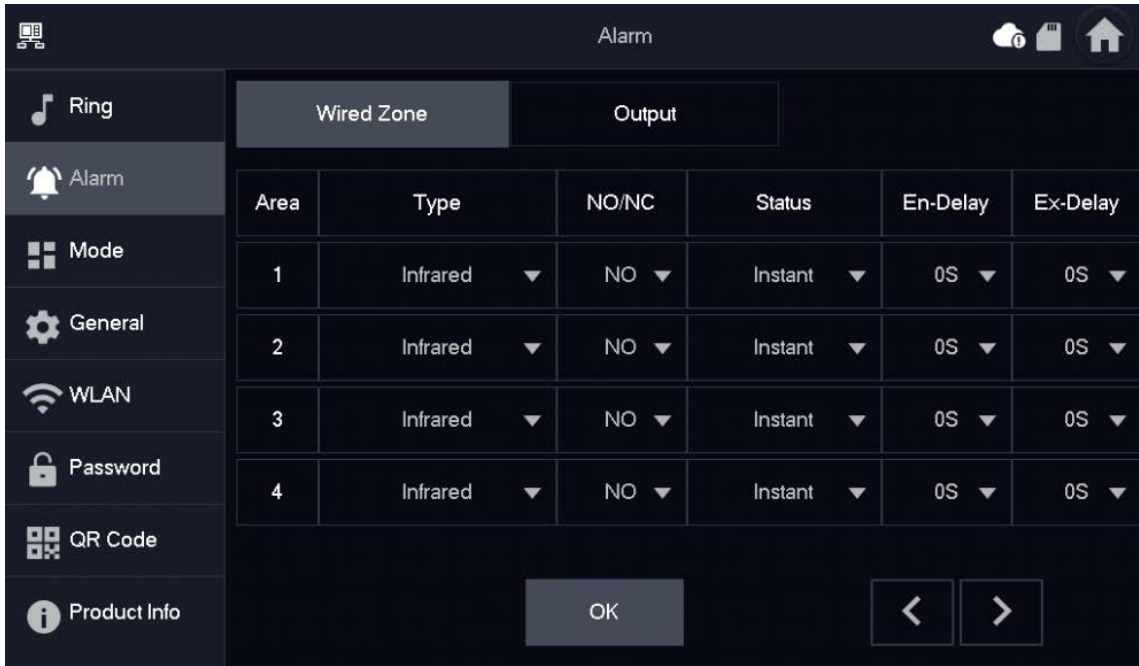 Alarm
Ring
Alarm
Mode
General
WLAN
Password
QR Code
Product Info
Wired Zone Output
Area Type NO/NC Status En-Delay Ex-Delay
1 Infrared NO Instant 0S 0S
2 Infrared NO Instant 0S 0S
3 Infrared NO Instant 0S 0S
4 Infrared NO Instant 0S 0S
OK